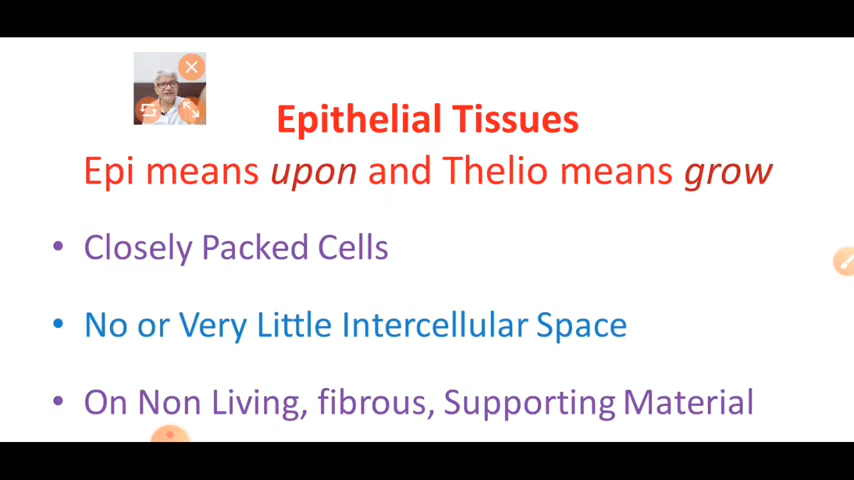 Epithelial Tissues
Epi means upon and Thelio means grow
• Closely Packed Cells
• No or Very Little Intercellular Space
• On Non Living, fibrous, Supporting Material